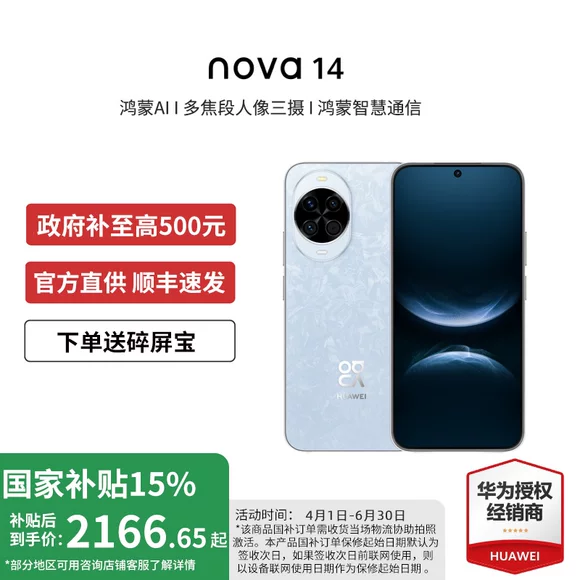 nova 14
鸿蒙AI I 多焦段人像三摄 I 鸿蒙智慧通信
政府补至高500元
官方直供 顺丰速发
下单送碎屏宝
HUAWEI
国家补贴15%
补贴后
到手价:2166.65起
*部分地区可用咨询店铺客服了解详情
活动时间： 4月1日-6月30日
*该商品国补订单需收货当场物流协助拍照
激活。本产品国补订单保修起始日期默认为
签收次日，如果签收次日前联网使用，则
以设备联网使用日期作为保修起始日期 。
华为授权
经销商
HUAWEI